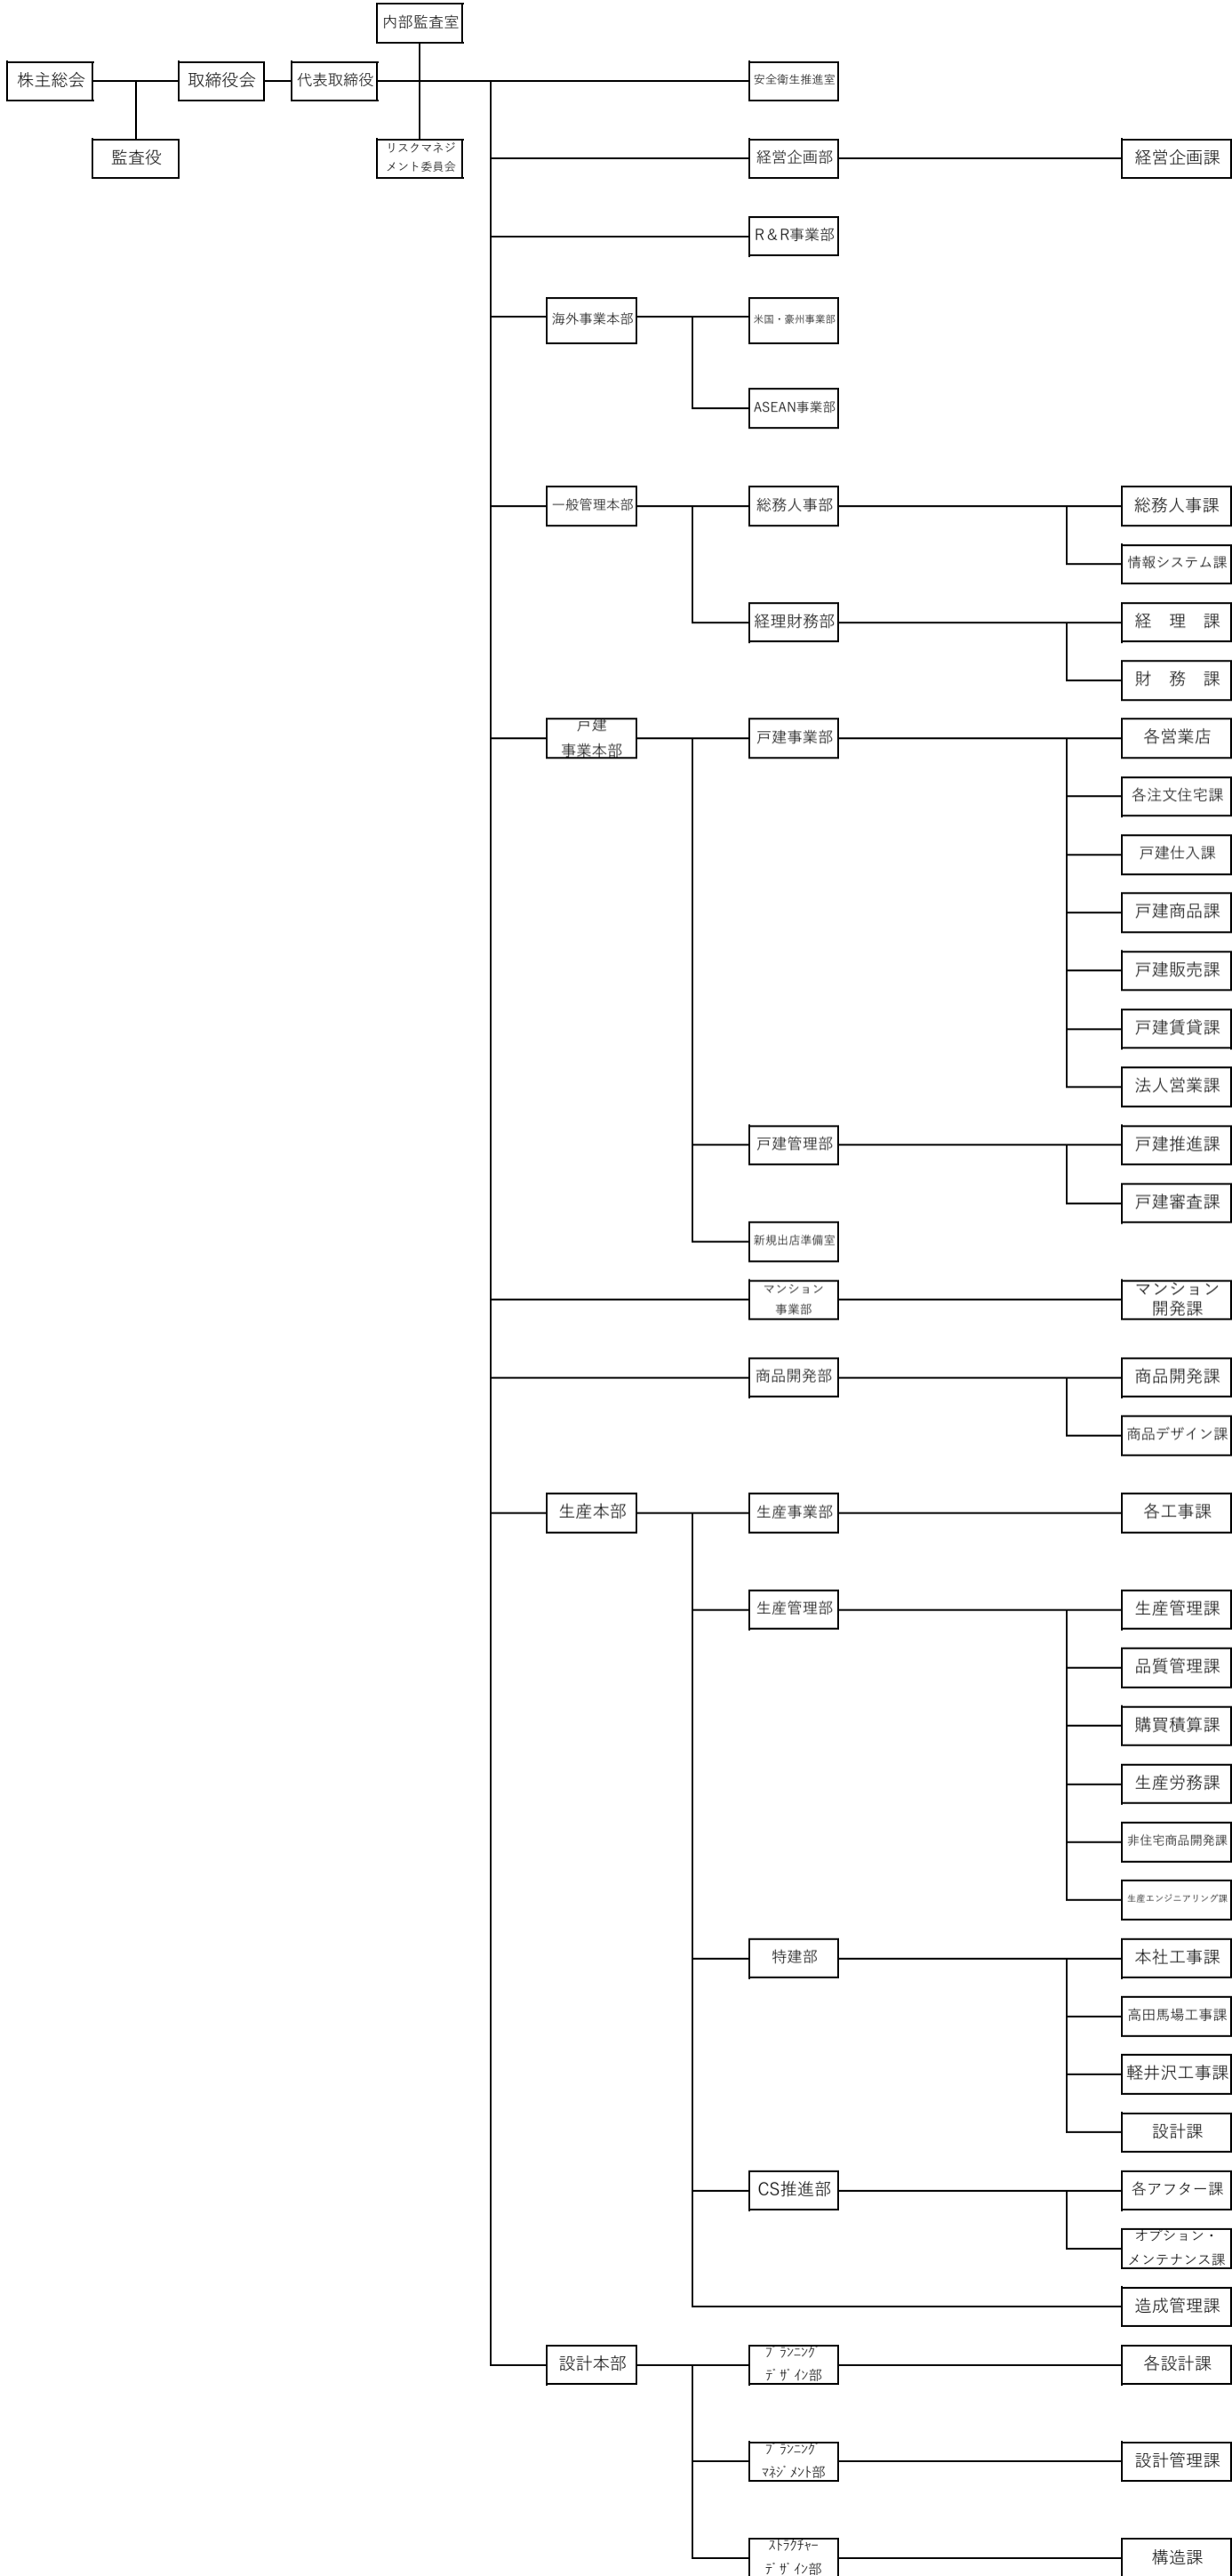 内部監査室
株主総会
取締役会
代表取締役
安全衛生推進室
監査役
リスクマネジ
メント委員会
経営企画部
経営企画課
R&R事業部
海外事業本部
米国・豪州事業部
ASEAN事業部
一般管理本部
総務人事部
総務人事課
情報システム課
経理財務部
経　理　課
財　務　課
戸建
事業本部
戸建事業部
各営業店
各注文住宅課
戸建仕入課
戸建商品課
戸建販売課
戸建賃貸課
法人営業課
戸建管理部
戸建推進課
戸建審査課
新規出店準備室
マンション
事業部
マンション
開発課
商品開発部
商品開発課
商品デザイン課
生産本部
生産事業部
各工事課
生産管理部
生産管理課
品質管理課
購買積算課
生産労務課
非住宅商品開発課
生産エンジニアリング課
特建部
本社工事課
高田馬場工事課
軽井沢工事課
設計課
CS推進部
各アフター課
オプション・
メンテナンス課
造成管理課
設計本部
ﾌﾟﾗﾝﾆﾝｸﾞ
ﾃﾞｻﾞｲﾝ部
各設計課
ﾌﾟﾗﾝﾆﾝｸﾞ
ﾏﾈｼﾞﾒﾝﾄ部
設計管理課
ｽﾄﾗｸﾁｬｰ
ﾃﾞｻﾞｲﾝ部
構造課